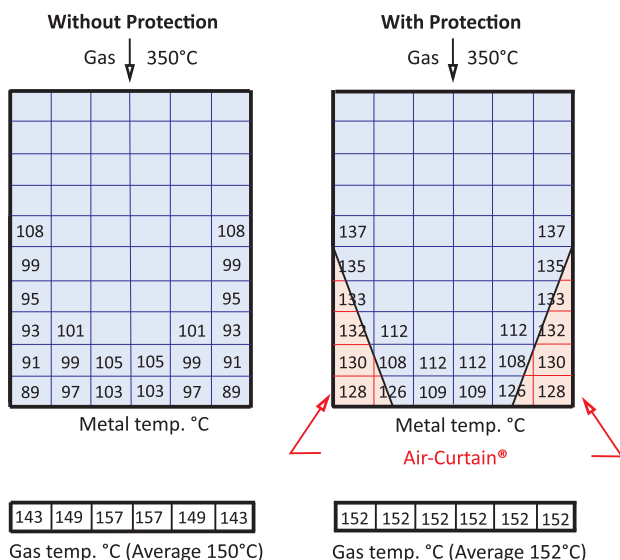 Without Protection
Gas 350°C
108 108
99 99
95 95
93 101 101 93
91 99 105 105 99 91
89 97 103 103 97 89
Metal temp. °C
143 149 157 157 149 143
Gas temp. °C (Average 150°C)
With Protection
Gas 350°C
137 137
135 135
133 133
132 112 112 132
130 108 112 112 108 130
128 126 109 109 126 128
Metal temp. °C
Air-Curtain®
152 152 152 152 152 152
Gas temp. °C (Average 152°C)